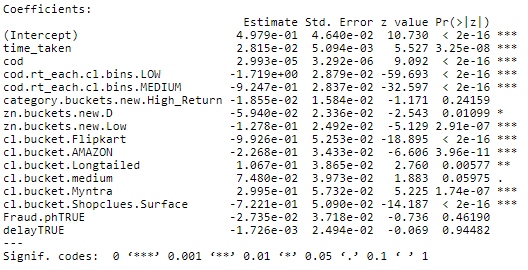 Coefficients:
Estimate Std. Error z value Pr(>|z|)
(Intercept) 4.979e-01 4.640e-02 10.730 < 2e-16 ***
time_taken 2.815e-02 5.094e-03 5.527 3.25e-08 ***
cod 2.993e-05 3.292e-06 9.092 < 2e-16 ***
cod.rt_each.cl.bins.LOW -1.719e+00 2.879e-02 -59.693 < 2e-16 ***
cod.rt_each.cl.bins.MEDIUM -9.247e-01 2.837e-02 -32.597 < 2e-16 ***
category.buckets.new.High_Return -1.855e-02 1.584e-02 -1.171 0.24159
zn.buckets.new.D -5.940e-02 2.336e-02 -2.543 0.01099 *
zn.buckets.new.Low -1.278e-01 2.492e-02 -5.129 2.91e-07 ***
cl.bucket.Flipkart -9.926e-01 5.253e-02 -18.895 < 2e-16 ***
cl.bucket.AMAZON -2.268e-01 3.433e-02 -6.606 3.96e-11 ***
cl.bucket.Longtailed 1.067e-01 3.865e-02 2.760 0.00577 **
cl.bucket.medium 7.480e-02 3.973e-02 1.883 0.05975 .
cl.bucket.Myntra 2.995e-01 5.732e-02 5.225 1.74e-07 ***
cl.bucket.Shopclues.Surface -7.221e-01 5.090e-02 -14.187 < 2e-16 ***
Fraud.phTRUE -2.735e-02 3.718e-02 -0.736 0.46190
delayTRUE -1.726e-03 2.494e-02 -0.069 0.94482
---
Signif. codes: 0 ‘***’ 0.001 ‘**’ 0.01 ‘*’ 0.05 ‘.’ 0.1 ‘ ’ 1